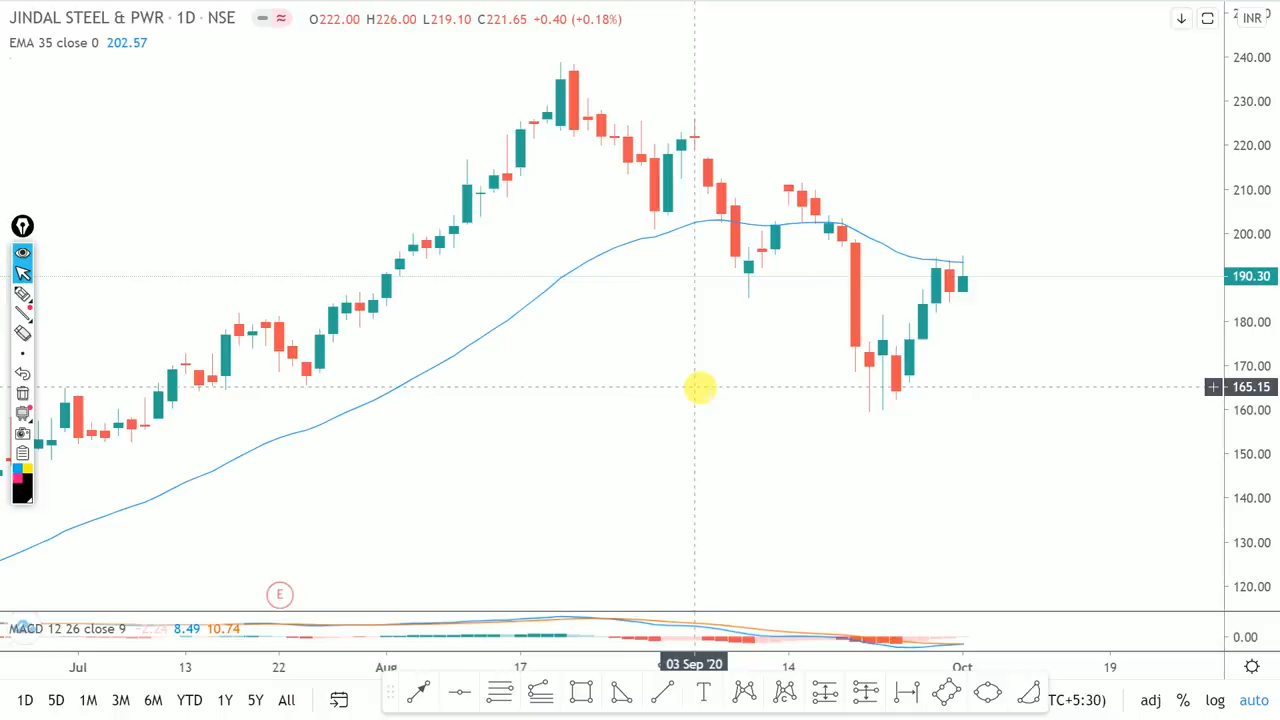 JINDAL STEEL & PWR · 1D · NSE O222.00 H226.00 L219.10 C221.65 +0.40 (+0.18%)
INR
EMA 35 close 0 202.57
240.00
230.00
220.00
210.00
200.00
190.30
180.00
170.00
165.15
160.00
150.00
140.00
130.00
120.00
E
MACD 12 26 close 9 -2.24 8.49 10.74
0.00
Jul 13 22 Aug 17 03 Sep '20 14 Oct 19
1D 5D 1M 3M 6M YTD 1Y 5Y All TC+5:30) adj % log auto